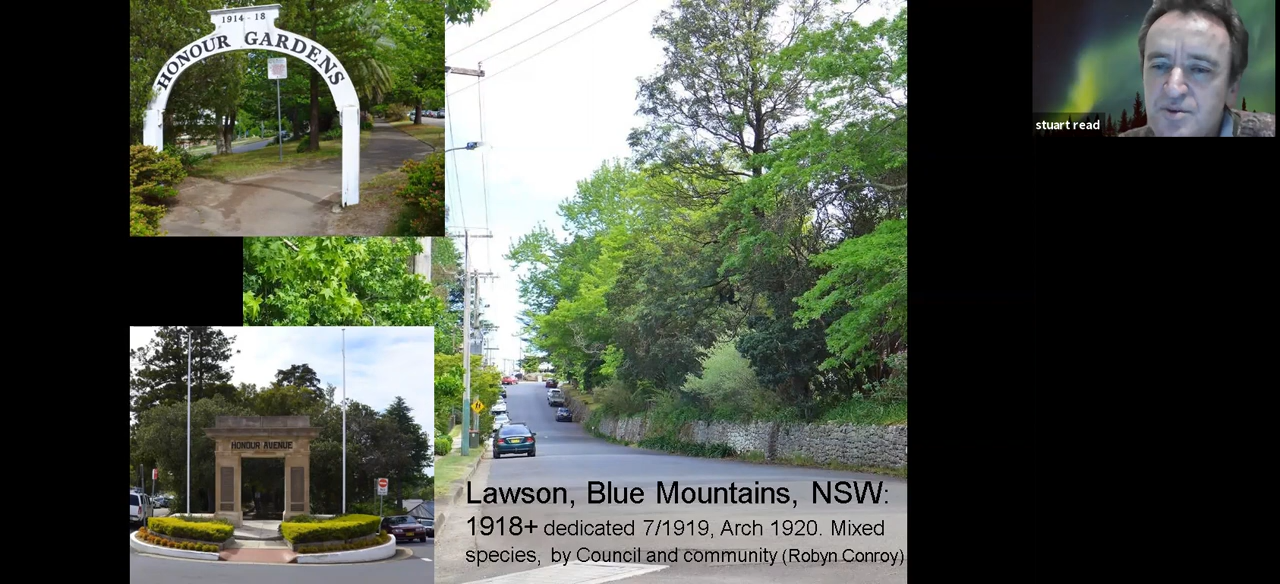 1914-18
HONOUR GARDENS
stuart read
HONOUR AVENUE
Lawson, Blue Mountains, NSW:
1918+ dedicated 7/1919, Arch 1920. Mixed
species, by Council and community (Robyn Conroy)